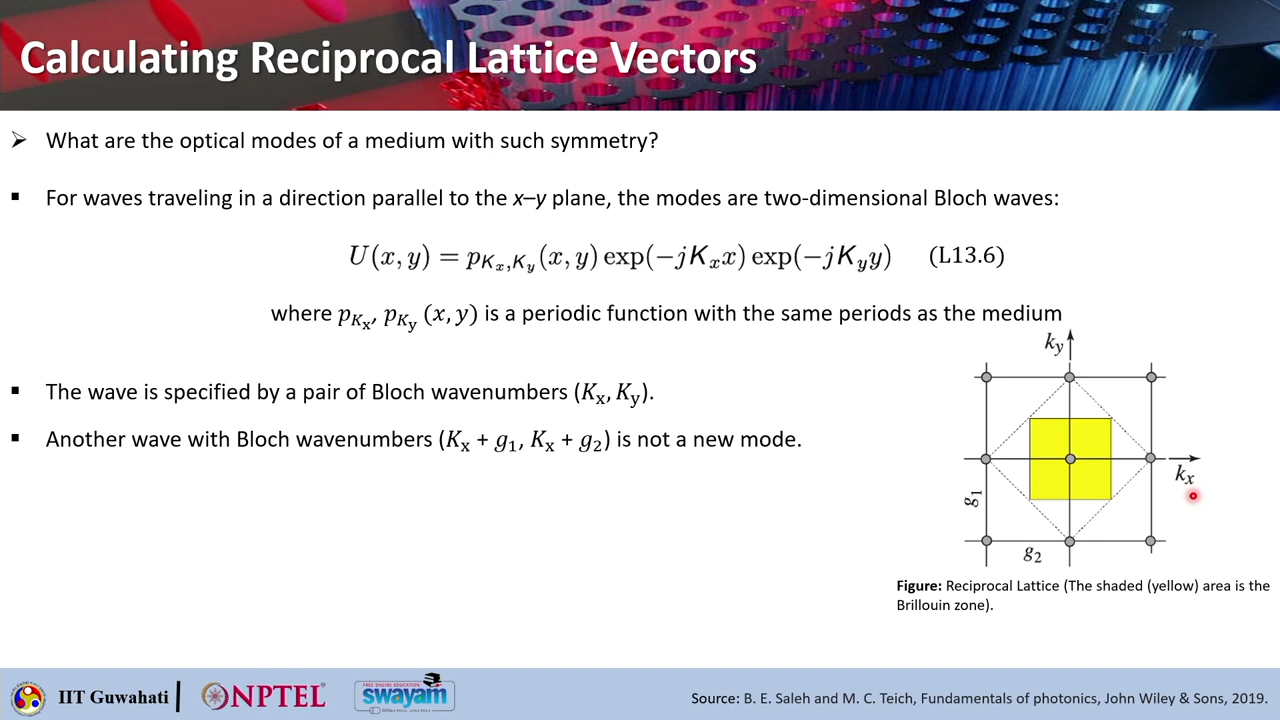 Calculating Reciprocal Lattice Vectors
➢ What are the optical modes of a medium with such symmetry?
▪ For waves traveling in a direction parallel to the x–y plane, the modes are two-dimensional Bloch waves:
U(x, y) = p_{K_x,K_y}(x, y) exp(−jK_x x) exp(−jK_y y) (L13.6)
where p_{K_x}, p_{K_y} (x, y) is a periodic function with the same periods as the medium
k_y
▪ The wave is specified by a pair of Bloch wavenumbers (K_x, K_y).
▪ Another wave with Bloch wavenumbers (K_x + g_1, K_x + g_2) is not a new mode.
k_x
g_1
g_2
Figure: Reciprocal Lattice (The shaded (yellow) area is the
Brillouin zone).
IIT Guwahati
NPTEL
FREE ONLINE EDUCATION
swayam
Source: B. E. Saleh and M. C. Teich, Fundamentals of photonics, John Wiley & Sons, 2019.